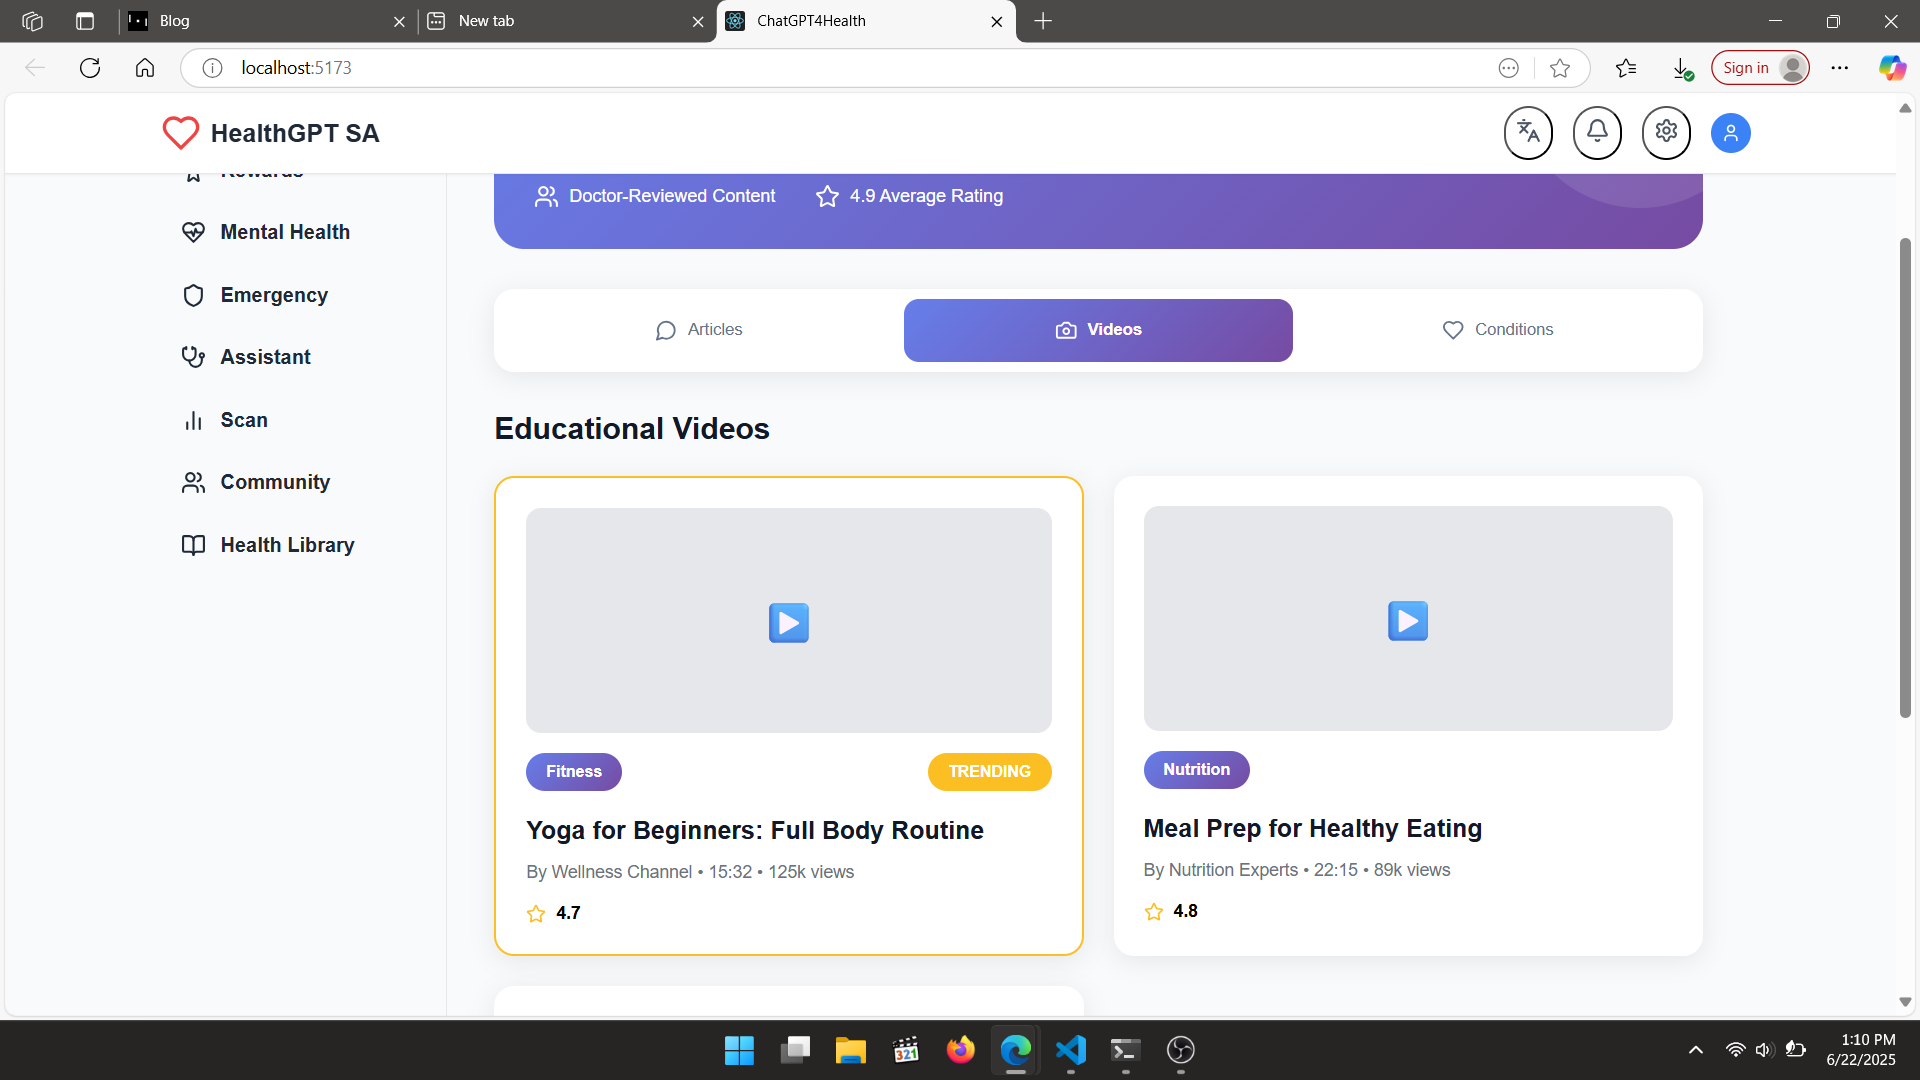 Blog
New tab
ChatGPT4Health
localhost:5173
Sign in
HealthGPT SA
Rewards
Mental Health
Emergency
Assistant
Scan
Community
Health Library
Doctor-Reviewed Content
4.9 Average Rating
Articles
Videos
Conditions
Educational Videos
Fitness
TRENDING
Yoga for Beginners: Full Body Routine
By Wellness Channel • 15:32 • 125k views
4.7
Nutrition
Meal Prep for Healthy Eating
By Nutrition Experts • 22:15 • 89k views
4.8
321
1:10 PM
6/22/2025